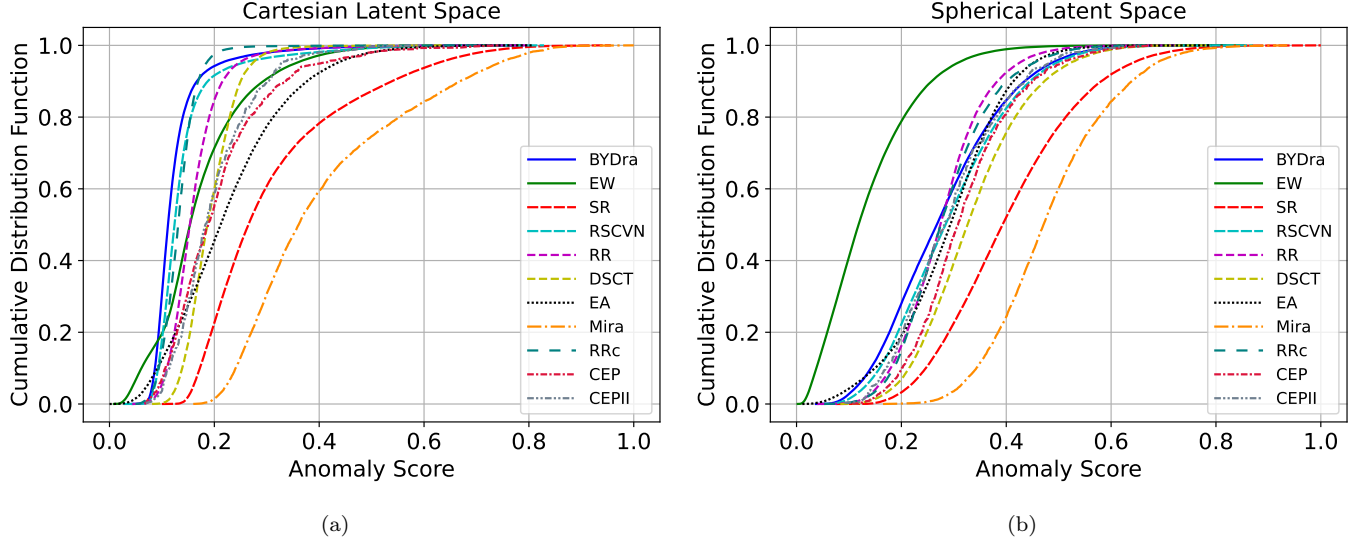 Cartesian Latent Space
Cumulative Distribution Function
1.0
0.8
0.6
0.4
0.2
0.0
BYDra
EW
SR
RSCVN
RR
DSCT
EA
Mira
RRc
CEP
CEPII
0.0 0.2 0.4 0.6 0.8 1.0
Anomaly Score
(a)
Spherical Latent Space
Cumulative Distribution Function
1.0
0.8
0.6
0.4
0.2
0.0
BYDra
EW
SR
RSCVN
RR
DSCT
EA
Mira
RRc
CEP
CEPII
0.0 0.2 0.4 0.6 0.8 1.0
Anomaly Score
(b)